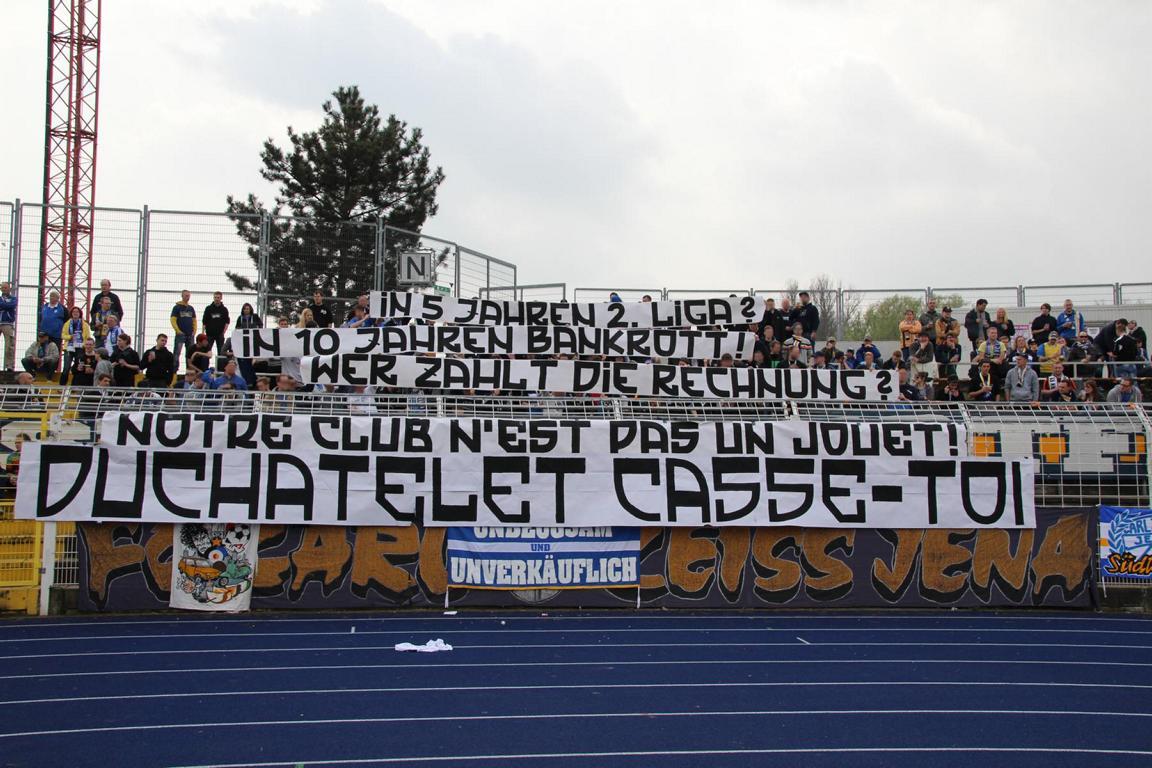 N
iN 5 JAHREN 2. LIGA?
iN 10 JAHREN BANKROTT!
WER ZAHLT DiE RECHNUNG?
NOTRE CLUB N'EST PAS UN JOUET!
DUCHATELET CASSE-TOI
UNBEUGSAM
UND
UNVERKÄUFLICH
FC CARL ZEISS JENA